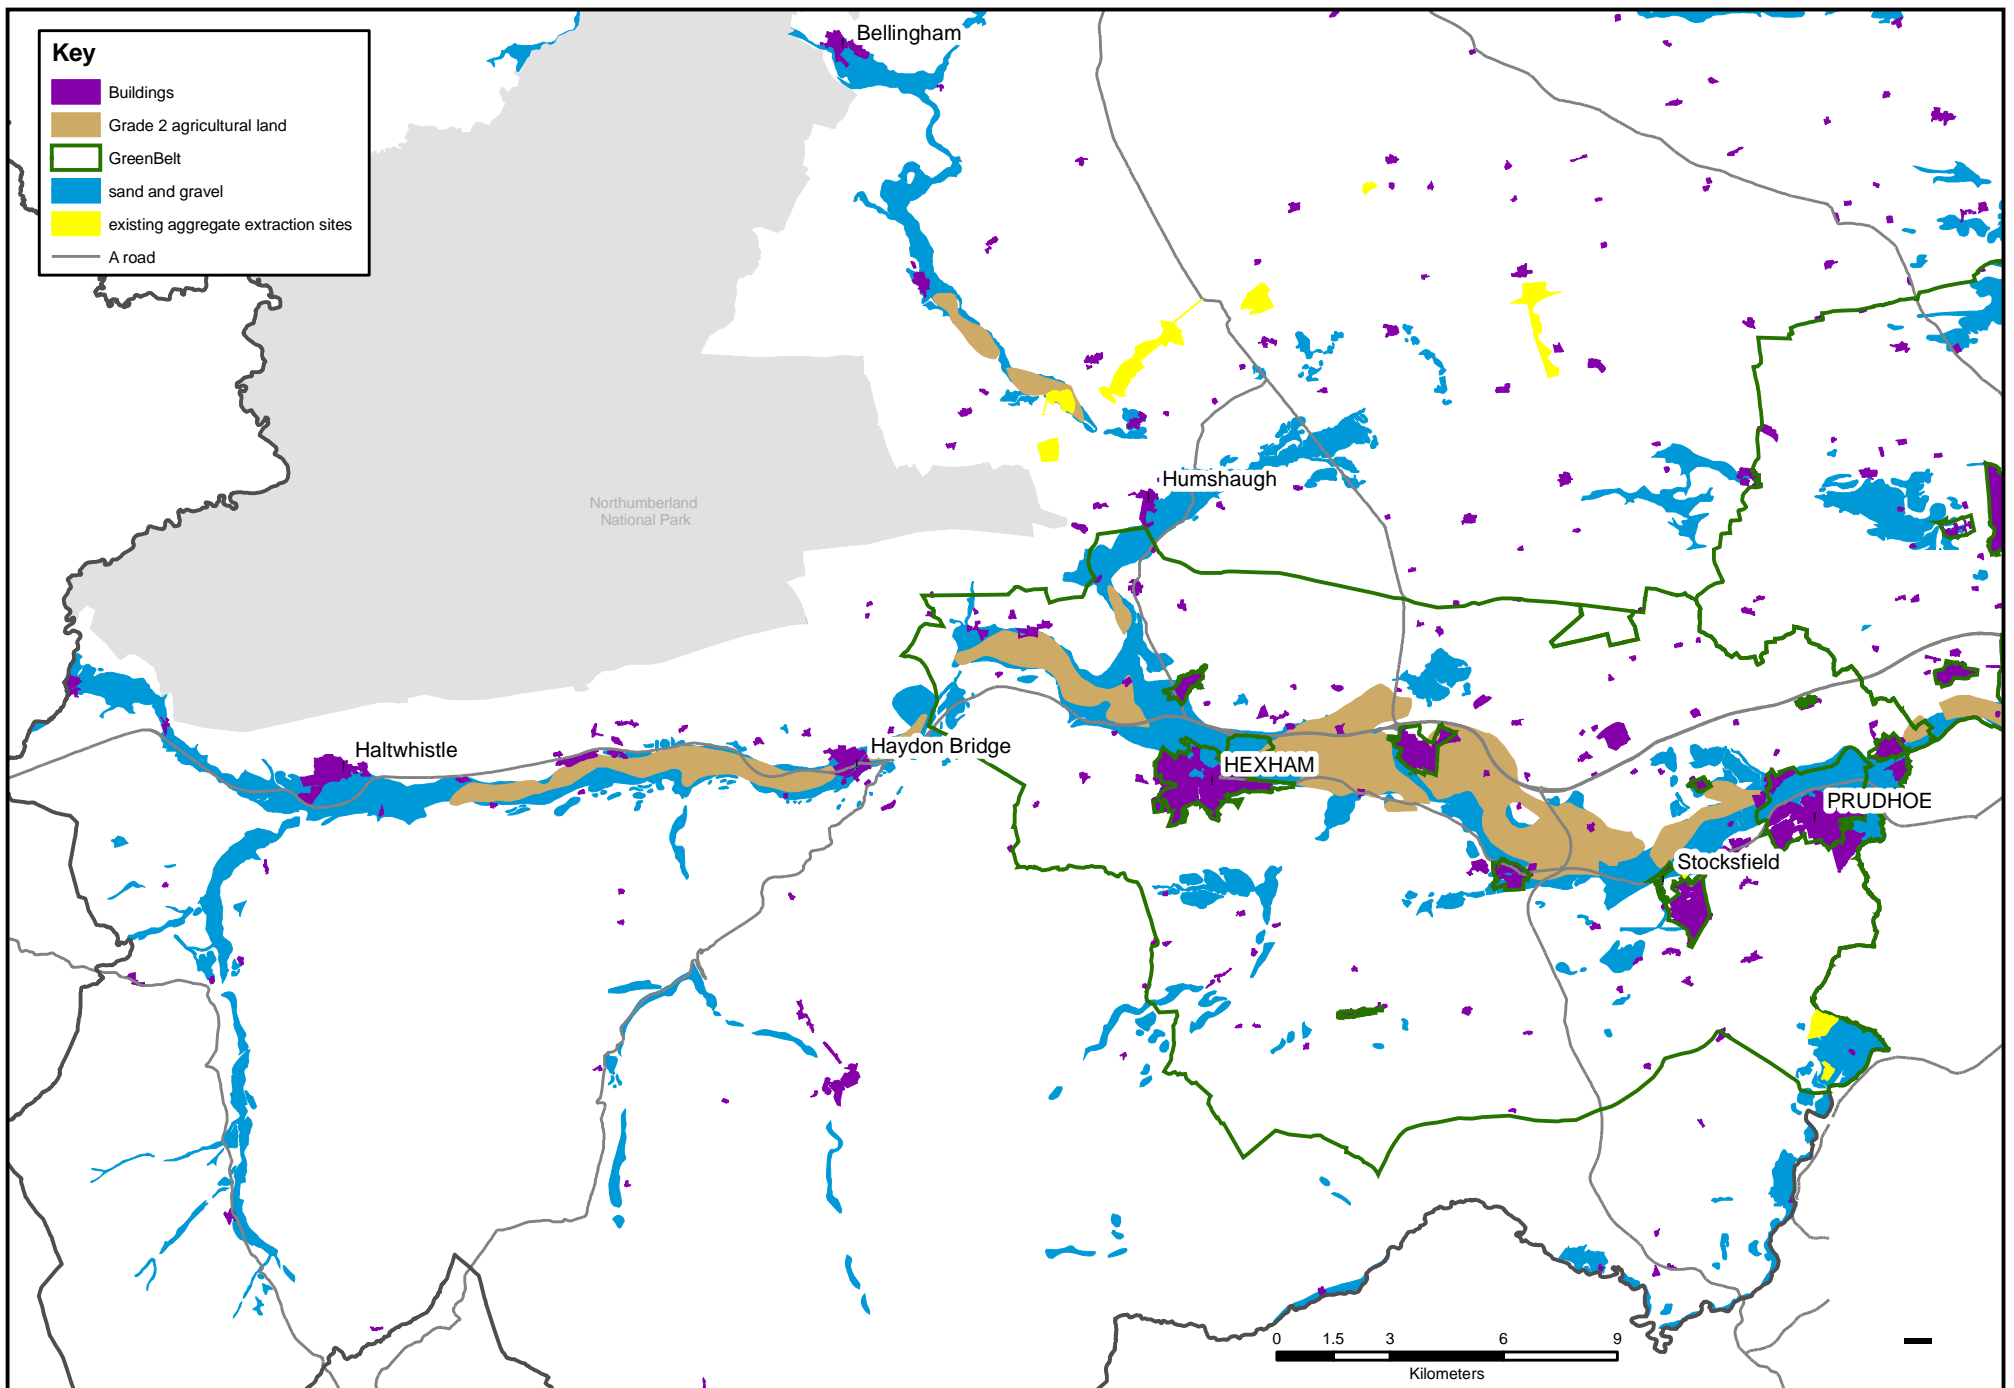 Bellingham
Key
Buildings
Grade 2 agricultural land
GreenBelt
sand and gravel
existing aggregate extraction sites
A road
Humshaugh
Northumberland
National Park
Haltwhistle
Haydon Bridge
HEXHAM
PRUDHOE
Stocksfield
0 1.5 3 6 9
Kilometers